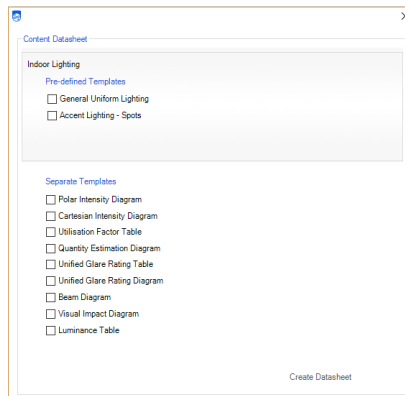 Content Datasheet
Indoor Lighting
Pre-defined Templates
General Uniform Lighting
Accent Lighting - Spots
Separate Templates
Polar Intensity Diagram
Cartesian Intensity Diagram
Utilisation Factor Table
Quantity Estimation Diagram
Unified Glare Rating Table
Unified Glare Rating Diagram
Beam Diagram
Visual Impact Diagram
Luminance Table
Create Datasheet